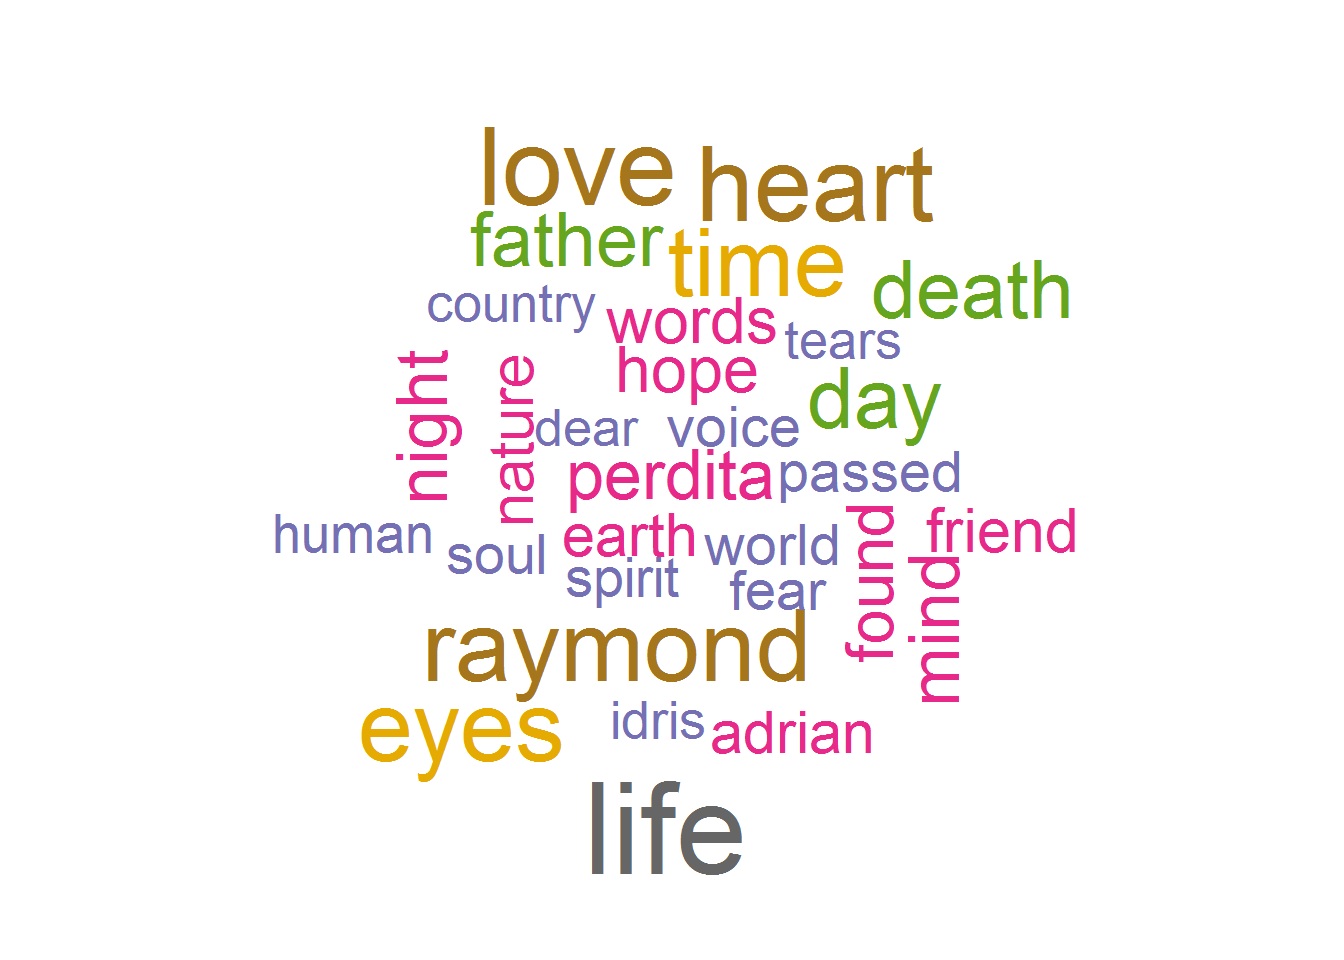 love heart
father time
death
country words tears
hope
night nature day
dear voice
perdita passed
human soul earth world found friend
spirit fear mind
raymond
eyes idris adrian
life